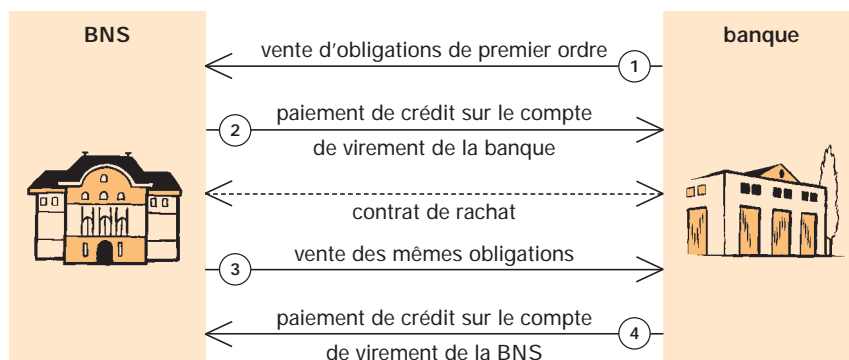 BNS
banque
vente d'obligations de premier ordre
1
paiement de crédit sur le compte
2
de virement de la banque
contrat de rachat
vente des mêmes obligations
3
paiement de crédit sur le compte
4
de virement de la BNS